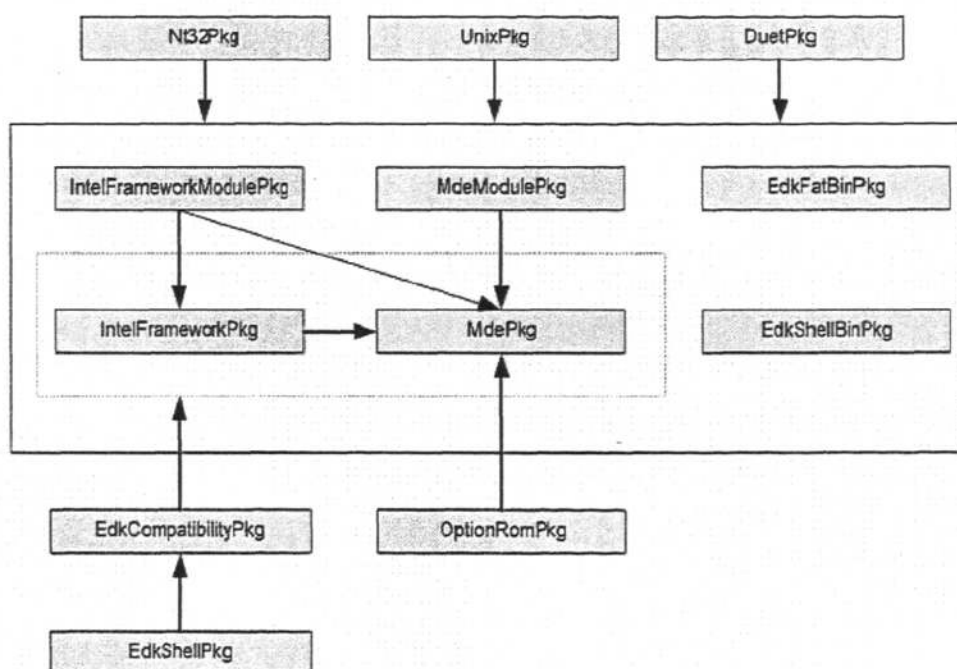 Nt32Pkg
UnixPkg
DuetPkg
IntelFrameworkModulePkg
MdeModulePkg
EdkFatBinPkg
IntelFrameworkPkg
MdePkg
EdkShellBinPkg
EdkCompatibilityPkg
OptionRomPkg
EdkShellPkg